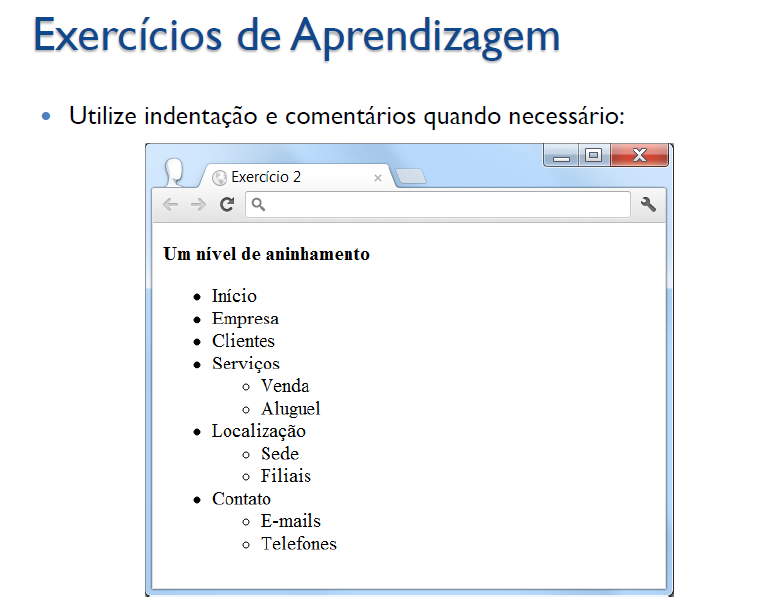 Exercícios de Aprendizagem
• Utilize indentação e comentários quando necessário:
Exercício 2
Um nível de aninhamento
• Início
• Empresa
• Clientes
• Serviços
◦ Venda
◦ Aluguel
• Localização
◦ Sede
◦ Filiais
• Contato
◦ E-mails
◦ Telefones